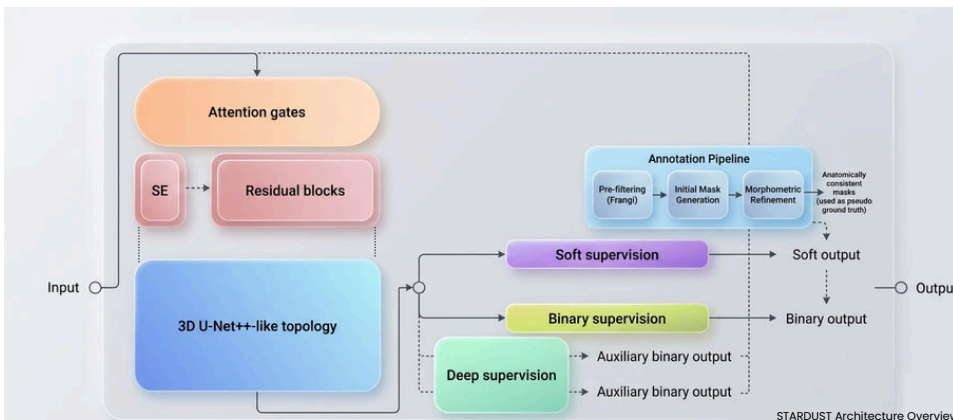 Attention gates
SE
Residual blocks
Input
3D U-Net++-like topology
Annotation Pipeline
Pre-filtering
(Frangi)
Initial Mask
Generation
Morphometric
Refinement
Anatomically
consistent
masks
(used as pseudo
ground truth)
Soft supervision
Soft output
Binary supervision
Binary output
Output
Deep supervision
Auxiliary binary output
Auxiliary binary output
STARDUST Architecture Overview